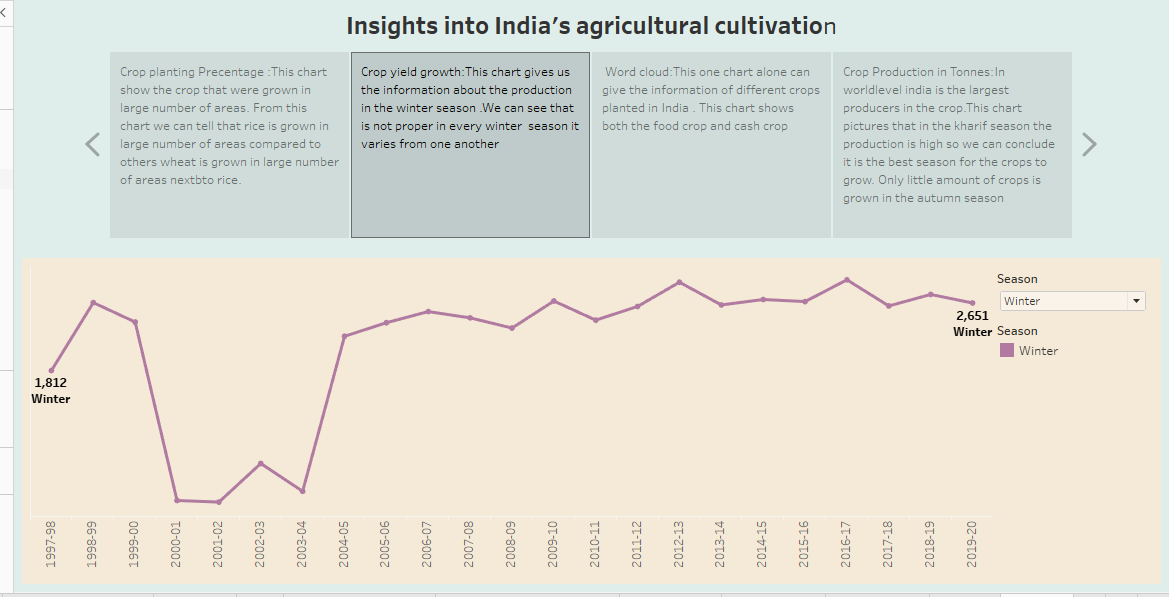 Insights into India's agricultural cultivation
Crop planting Precentage :This chart
show the crop that were grown in
large number of areas. From this
chart we can tell that rice is grown in
large number of areas compared to
others wheat is grown in large number
of areas nextbto rice.
Crop yield growth:This chart gives us
the information about the production
in the winter season .We can see that
is not proper in every winter  season it
varies from one another
Word cloud:This one chart alone can
give the information of different crops
planted in India . This chart shows
both the food crop and cash crop
Crop Production in Tonnes:In
worldlevel india is the largest
producers in the crop.This chart
pictures that in the kharif season the
production is high so we can conclude
it is the best season for the crops to
grow. Only little amount of crops is
grown in the autumn season
1,812
Winter
2,651
Winter
Season
Winter
Season
Winter
1997-98
1998-99
1999-00
2000-01
2001-02
2002-03
2003-04
2004-05
2005-06
2006-07
2007-08
2008-09
2009-10
2010-11
2011-12
2012-13
2013-14
2014-15
2015-16
2016-17
2017-18
2018-19
2019-20